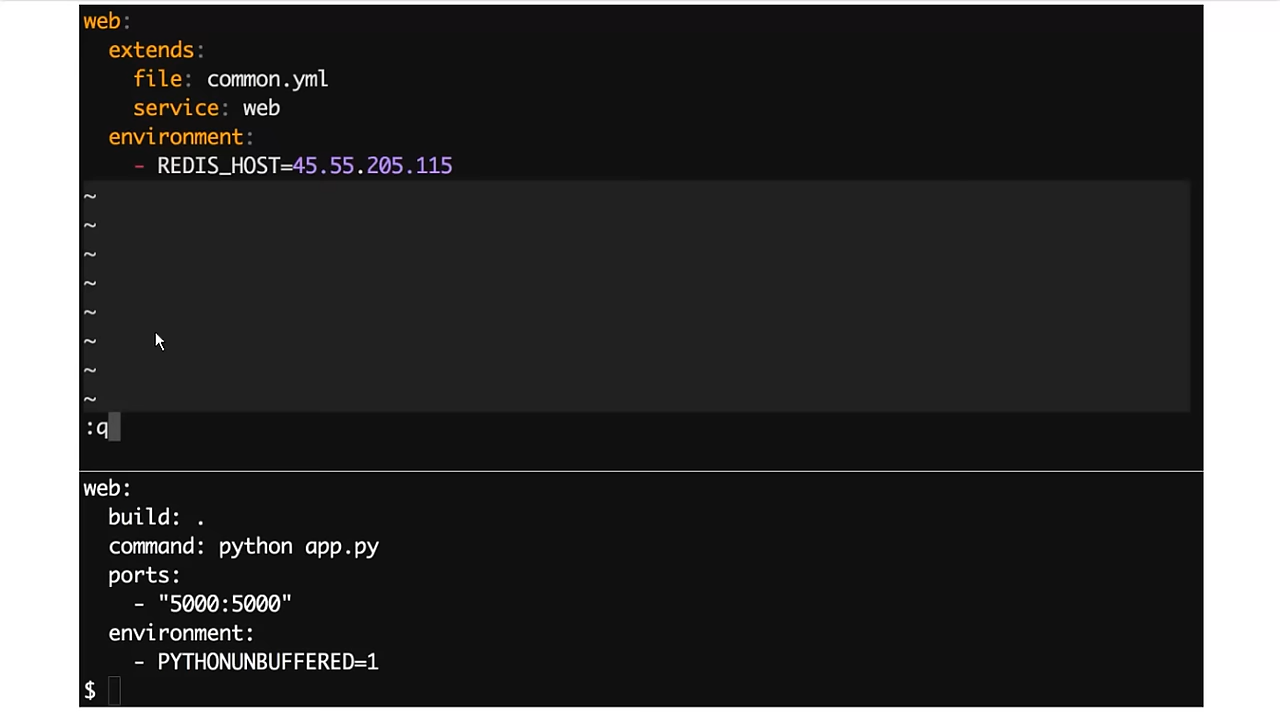 web:
  extends:
    file: common.yml
    service: web
  environment:
    - REDIS_HOST=45.55.205.115
~
~
~
~
~
~
~
~
:q
web:
  build: .
  command: python app.py
  ports:
    - "5000:5000"
  environment:
    - PYTHONUNBUFFERED=1
$